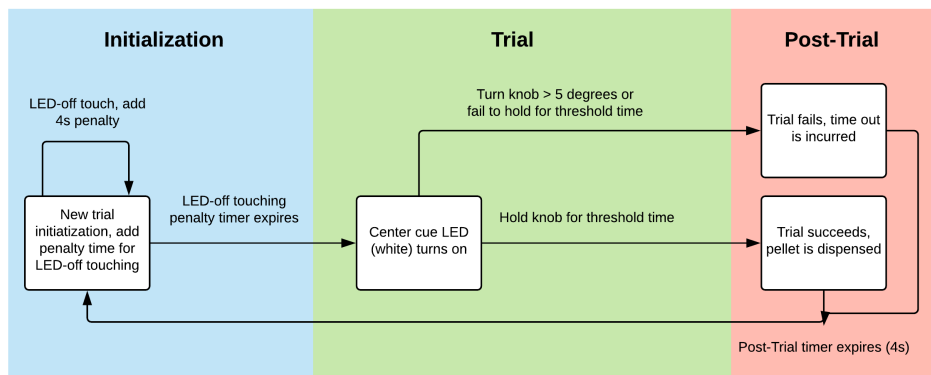 Initialization
Trial
Post-Trial
LED-off touch, add
4s penalty
Turn knob > 5 degrees or
fail to hold for threshold time
Trial fails, time out
is incurred
New trial
initialization, add
penalty time for
LED-off touching
LED-off touching
penalty timer expires
Center cue LED
(white) turns on
Hold knob for threshold time
Trial succeeds,
pellet is dispensed
Post-Trial timer expires (4s)